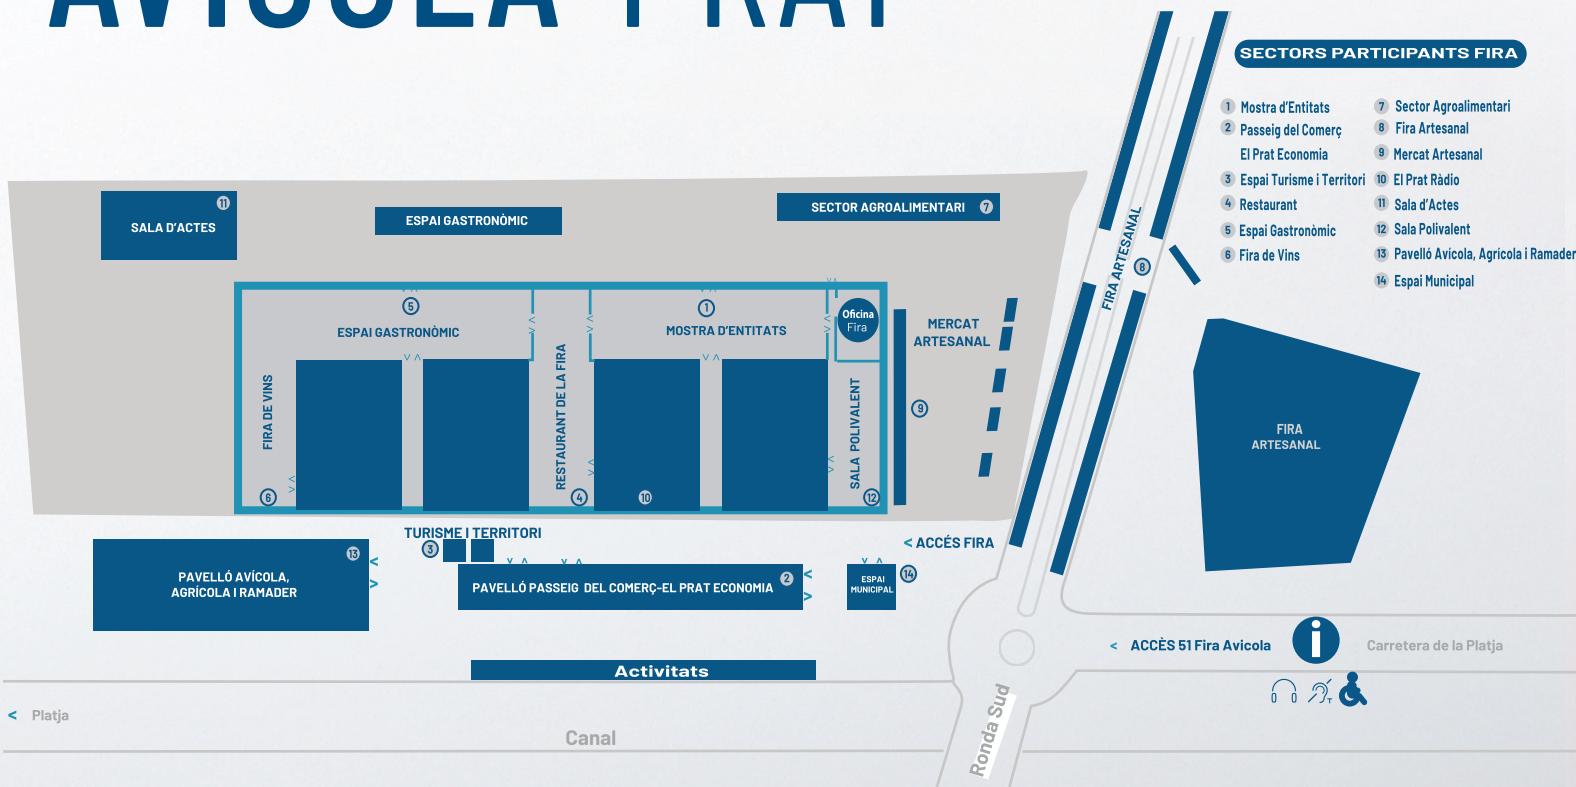 AVÍCOLA PRAT
SECTORS PARTICIPANTS FIRA
1 Mostra d'Entitats
2 Passeig del Comerç
El Prat Economia
3 Espai Turisme i Territori
4 Restaurant
5 Espai Gastronòmic
6 Fira de Vins
7 Sector Agroalimentari
8 Fira Artesanal
9 Mercat Artesanal
10 El Prat Ràdio
11 Sala d'Actes
12 Sala Polivalent
13 Pavelló Avícola, Agrícola i Ramader
14 Espai Municipal
11
SALA D'ACTES
ESPAI GASTRONÒMIC
SECTOR AGROALIMENTARI 7
FIRA ARTESANAL 8
5
ESPAI GASTRONÒMIC
1
MOSTRA D'ENTITATS
Oficina
Fira
MERCAT
ARTESANAL
9
FIRA DE VINS
6
RESTAURANT DE LA FIRA
4
10
SALA POLIVALENT
12
FIRA
ARTESANAL
TURISME I TERRITORI
3
< ACCÉS FIRA
13
PAVELLÓ AVÍCOLA,
AGRÍCOLA I RAMADER
PAVELLÓ PASSEIG DEL COMERÇ-EL PRAT ECONOMIA 2
ESPAI
MUNICIPAL
14
Activitats
< ACCÈS 51 Fira Avicola
i
Carretera de la Platja
T
< Platja
Canal
Ronda Sud